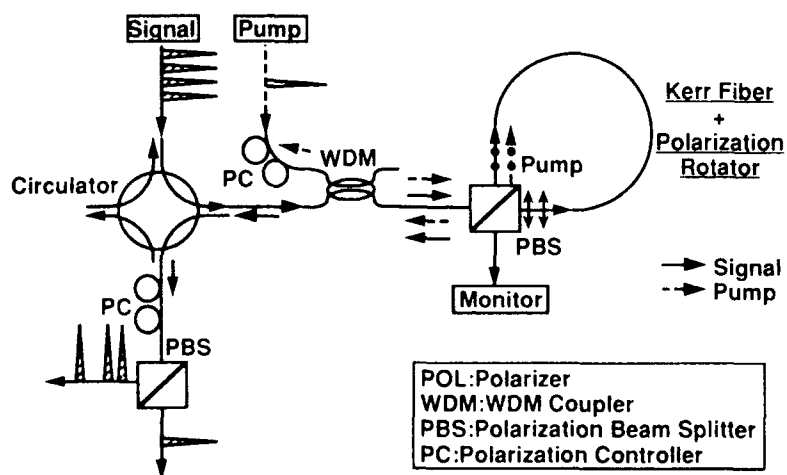 Signal
Pump
Kerr Fiber
+
Polarization
Rotator
WDM
PC
Pump
Circulator
PBS
Signal
Pump
Monitor
PC
PBS
POL:Polarizer
WDM:WDM Coupler
PBS:Polarization Beam Splitter
PC:Polarization Controller